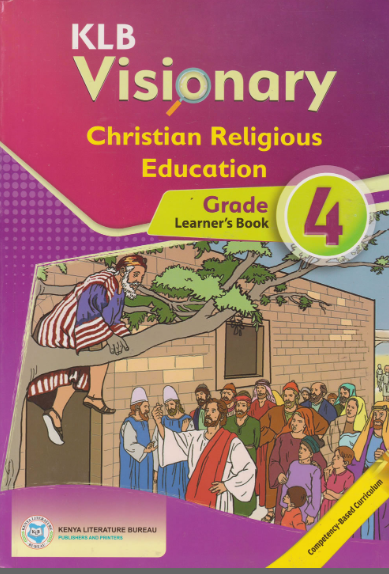 KLB
Visionary
Christian Religious
Education
Grade
4
Learner's Book
KENYA LITERATURE BUREAU
PUBLISHERS AND PRINTERS
Competency-Based Curriculum